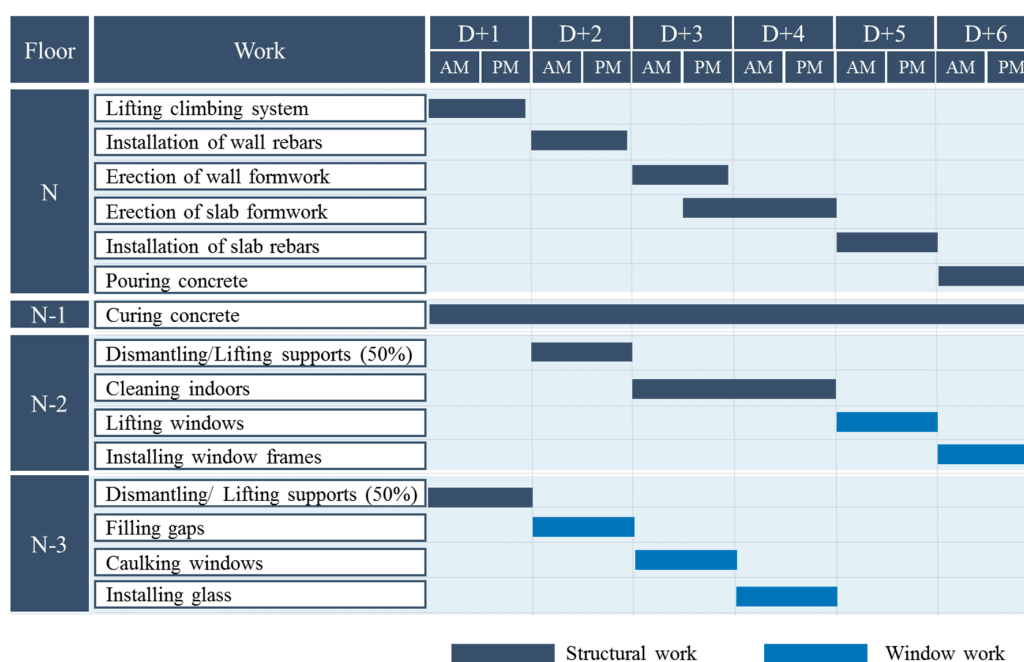 Floor Work D+1 D+2 D+3 D+4 D+5 D+6
AM PM AM PM AM PM AM PM AM PM AM PM
N
Lifting climbing system
Installation of wall rebars
Erection of wall formwork
Erection of slab formwork
Installation of slab rebars
Pouring concrete
N-1
Curing concrete
N-2
Dismantling/Lifting supports (50%)
Cleaning indoors
Lifting windows
Installing window frames
N-3
Dismantling/ Lifting supports (50%)
Filling gaps
Caulking windows
Installing glass
Structural work Window work